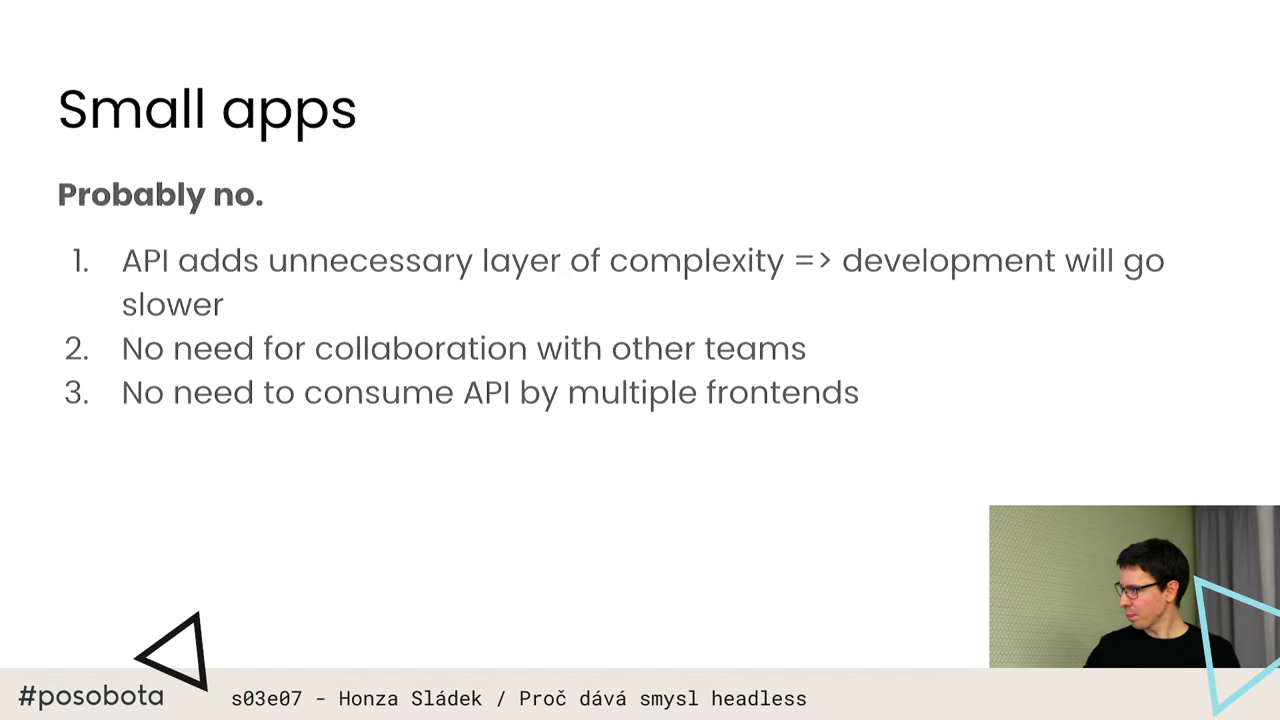 Small apps
Probably no.
1. API adds unnecessary layer of complexity => development will go
slower
2. No need for collaboration with other teams
3. No need to consume API by multiple frontends
#posobota
s03e07 - Honza Sládek / Proč dává smysl headless